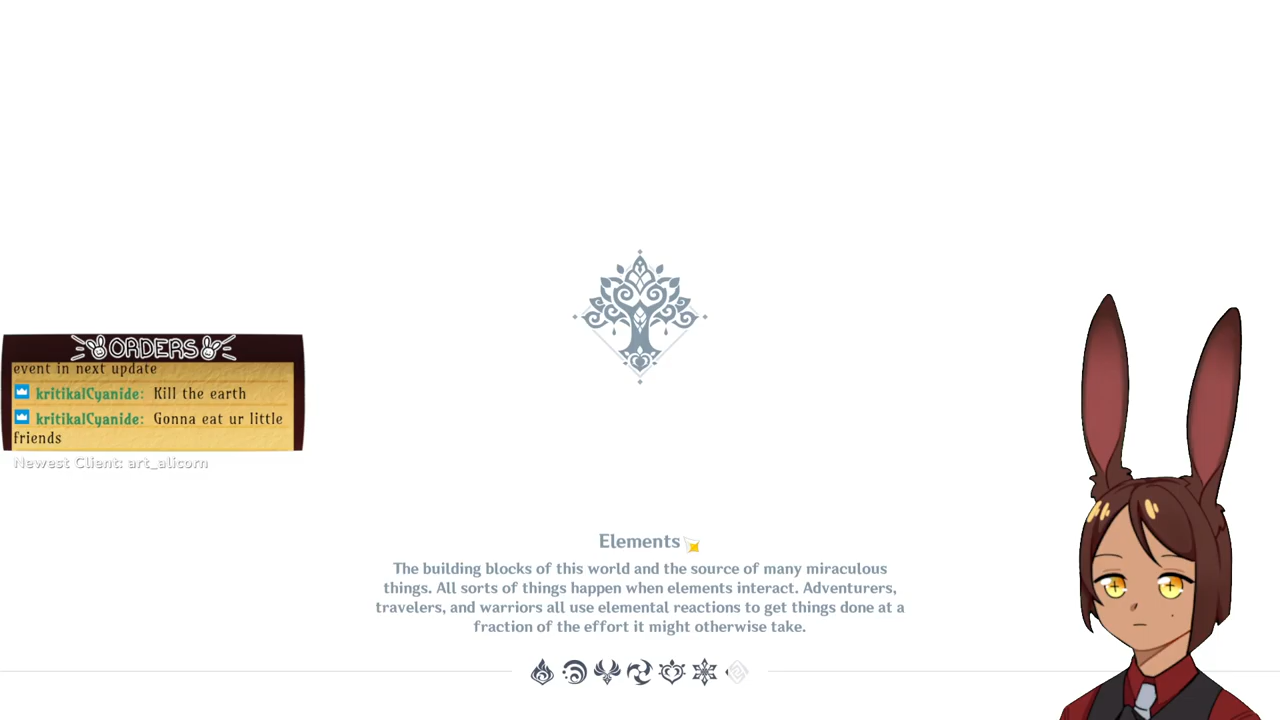 ORDERS
event in next update
kritikalCyanide: Kill the earth
kritikalCyanide: Gonna eat ur little
friends
Newest Client: art_alicorn
Elements
The building blocks of this world and the source of many miraculous
things. All sorts of things happen when elements interact. Adventurers,
travelers, and warriors all use elemental reactions to get things done at a
fraction of the effort it might otherwise take.